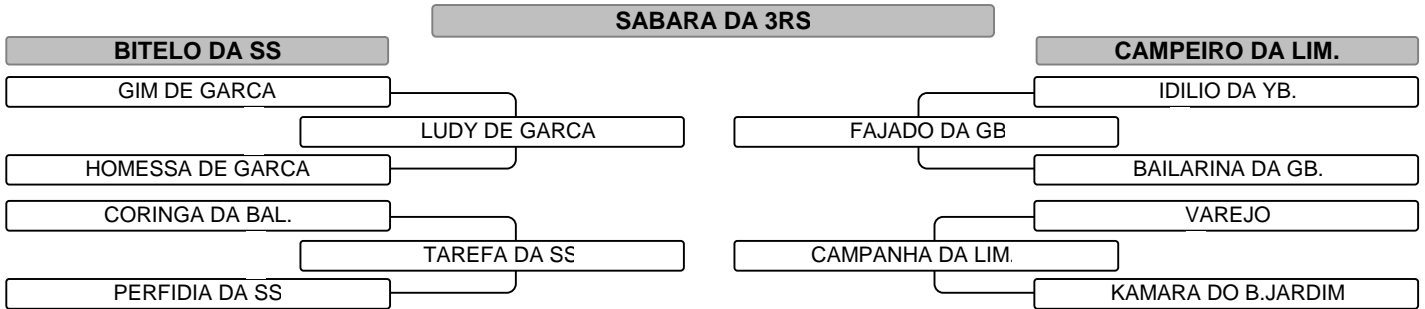 SABARA DA 3RS
BITELO DA SS
CAMPEIRO DA LIM.
GIM DE GARCA
IDILIO DA YB.
LUDY DE GARCA
FAJADO DA GB
HOMESSA DE GARCA
BAILARINA DA GB.
CORINGA DA BAL.
VAREJO
TAREFA DA SS
CAMPANHA DA LIM.
PERFIDIA DA SS
KAMARA DO B.JARDIM